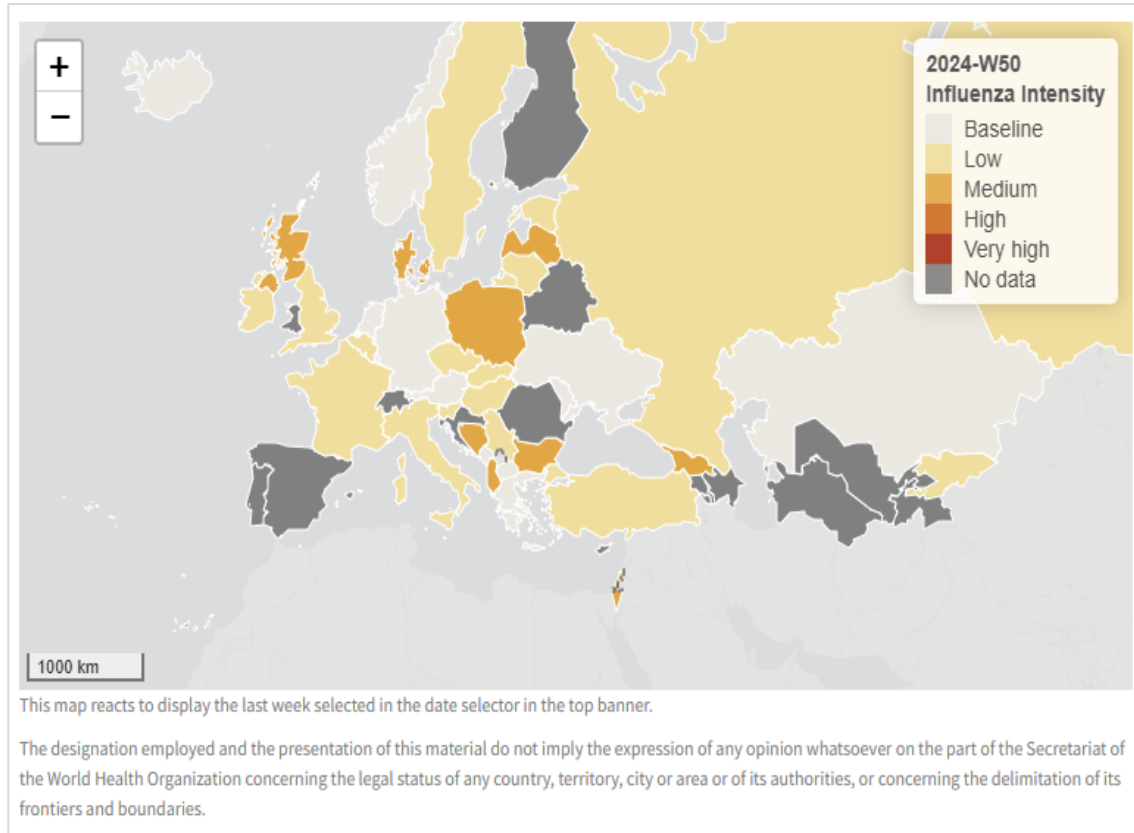 +
−
2024-W50
Influenza Intensity
Baseline
Low
Medium
High
Very high
No data
1000 km
This map reacts to display the last week selected in the date selector in the top banner.
The designation employed and the presentation of this material do not imply the expression of any opinion whatsoever on the part of the Secretariat of
the World Health Organization concerning the legal status of any country, territory, city or area or of its authorities, or concerning the delimitation of its
frontiers and boundaries.